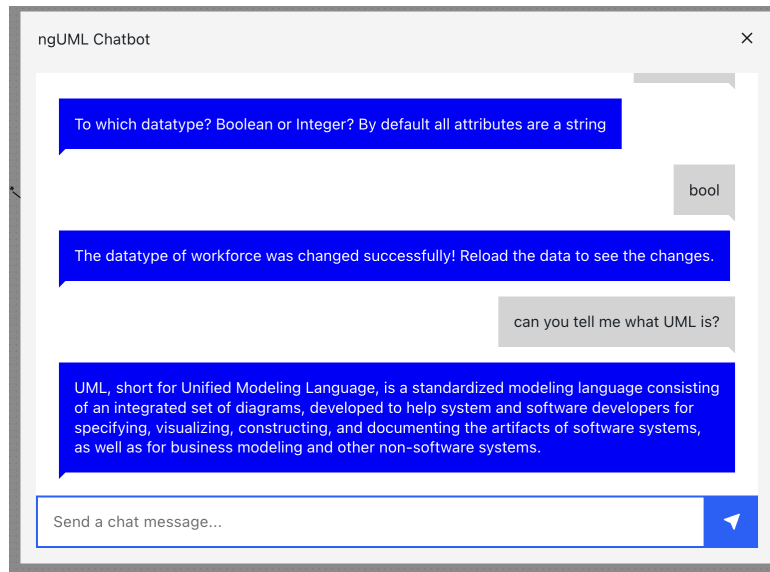 ngUML Chatbot
To which datatype? Boolean or Integer? By default all attributes are a string
bool
The datatype of workforce was changed successfully! Reload the data to see the changes.
can you tell me what UML is?
UML, short for Unified Modeling Language, is a standardized modeling language consisting
of an integrated set of diagrams, developed to help system and software developers for
specifying, visualizing, constructing, and documenting the artifacts of software systems,
as well as for business modeling and other non-software systems.
Send a chat message...